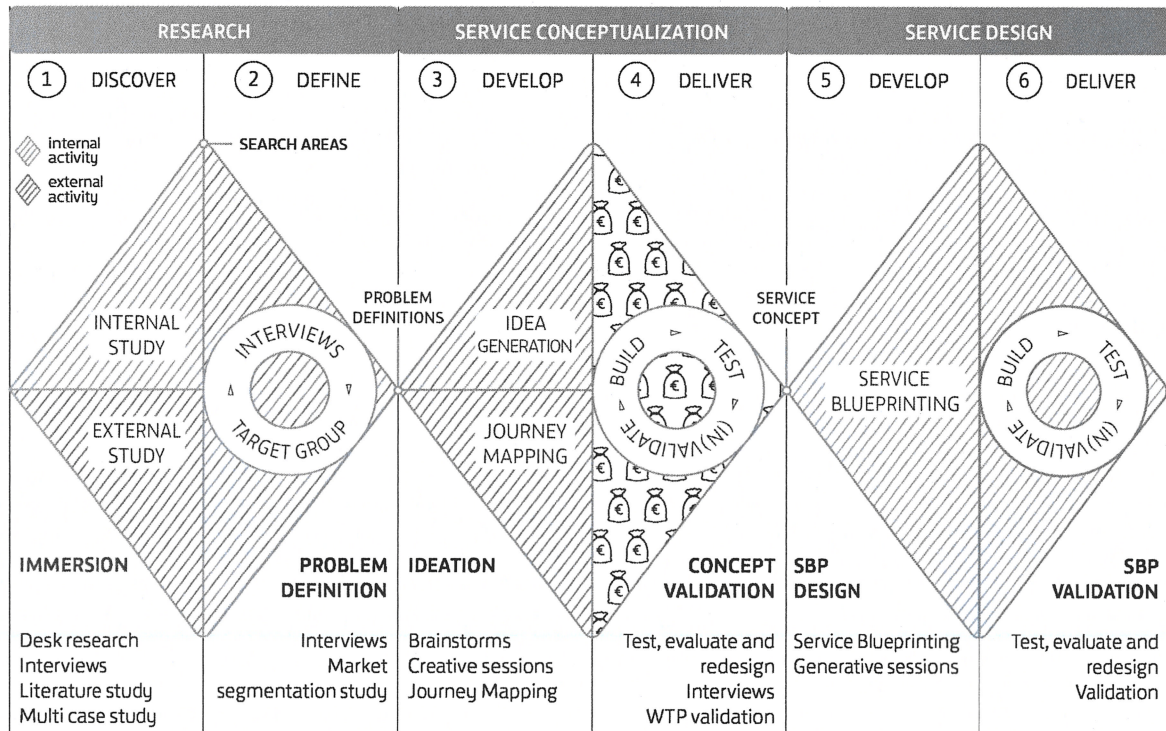 RESEARCH
SERVICE CONCEPTUALIZATION
SERVICE DESIGN
1 DISCOVER
2 DEFINE
3 DEVELOP
4 DELIVER
5 DEVELOP
6 DELIVER
internal
activity
external
activity
SEARCH AREAS
INTERNAL
STUDY
EXTERNAL
STUDY
INTERVIEWS
TARGET GROUP
PROBLEM
DEFINITIONS
IDEA
GENERATION
JOURNEY
MAPPING
BUILD
TEST
(IN)VALIDATE
€
€ €
€ €
€ € €
€ €
€ €
€ €
€ €
€ €
€
SERVICE
CONCEPT
SERVICE
BLUEPRINTING
BUILD
TEST
(IN)VALIDATE
IMMERSION
Desk research
Interviews
Literature study
Multi case study
PROBLEM
DEFINITION
Interviews
Market
segmentation study
IDEATION
Brainstorms
Creative sessions
Journey Mapping
CONCEPT
VALIDATION
Test, evaluate and
redesign
Interviews
WTP validation
SBP
DESIGN
Service Blueprinting
Generative sessions
SBP
VALIDATION
Test, evaluate and
redesign
Validation